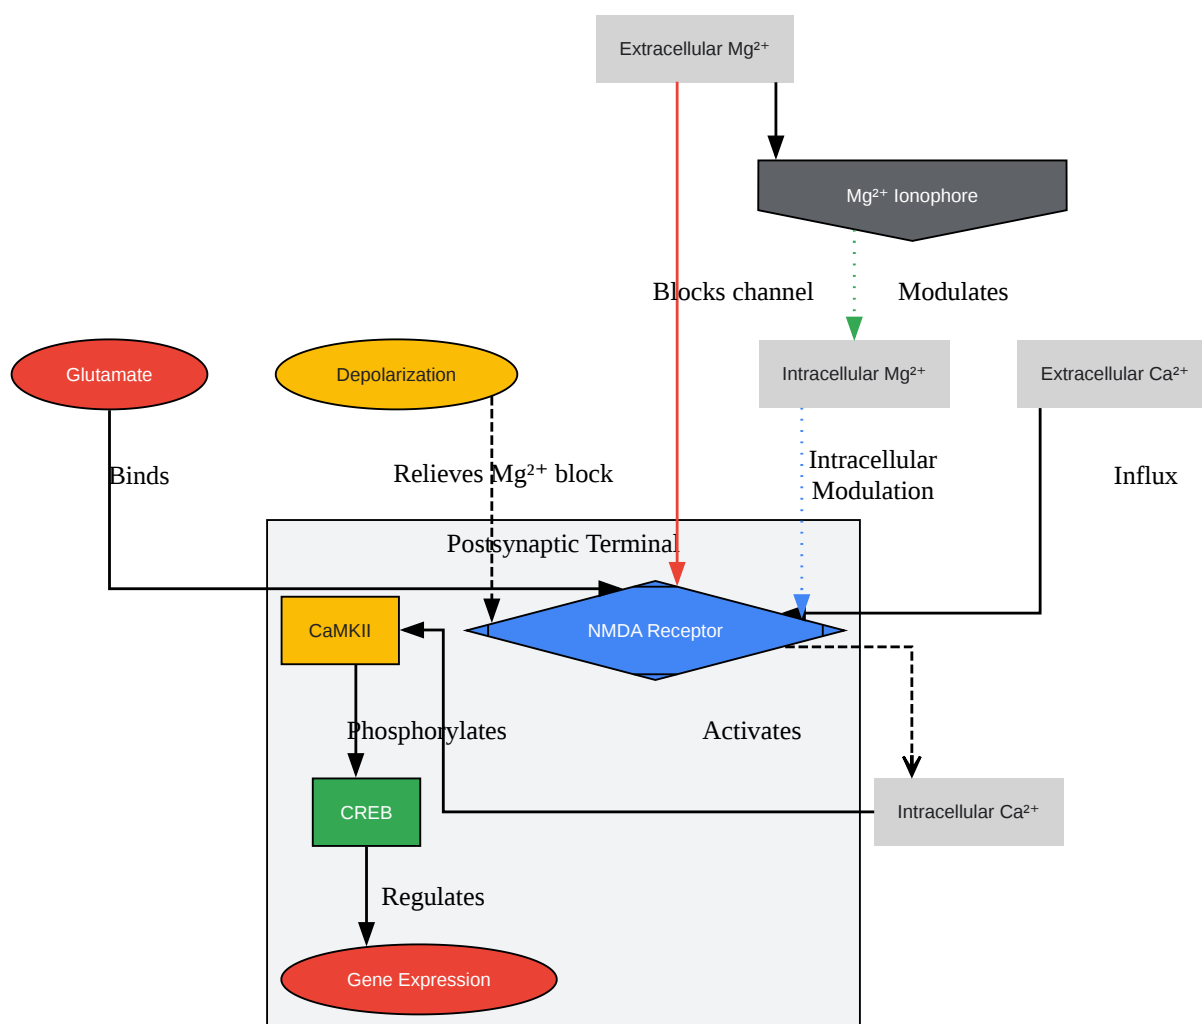 Extracellular Mg²⁺
Mg²⁺ Ionophore
Blocks channel
Modulates
Glutamate
Depolarization
Intracellular Mg²⁺
Extracellular Ca²⁺
Binds
Relieves Mg²⁺ block
Intracellular
Modulation
Influx
Postsynaptic Terminal
CaMKII
NMDA Receptor
Phosphorylates
Activates
CREB
Intracellular Ca²⁺
Regulates
Gene Expression